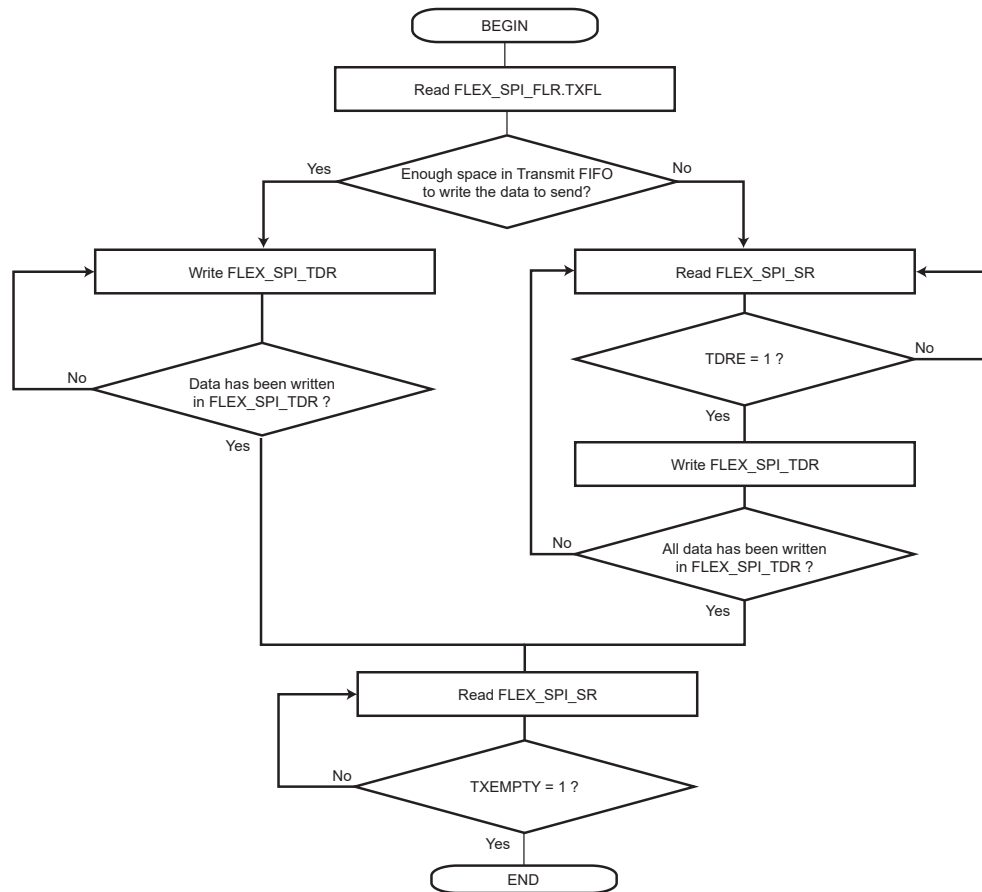 BEGIN
Read FLEX_SPI_FLR.TXFL
Yes
Enough space in Transmit FIFO
to write the data to send?
No
Write FLEX_SPI_TDR
Read FLEX_SPI_SR
No
Data has been written
in FLEX_SPI_TDR ?
Yes
TDRE = 1 ?
No
Yes
Write FLEX_SPI_TDR
No
All data has been written
in FLEX_SPI_TDR ?
Yes
Read FLEX_SPI_SR
No
TXEMPTY = 1 ?
Yes
END